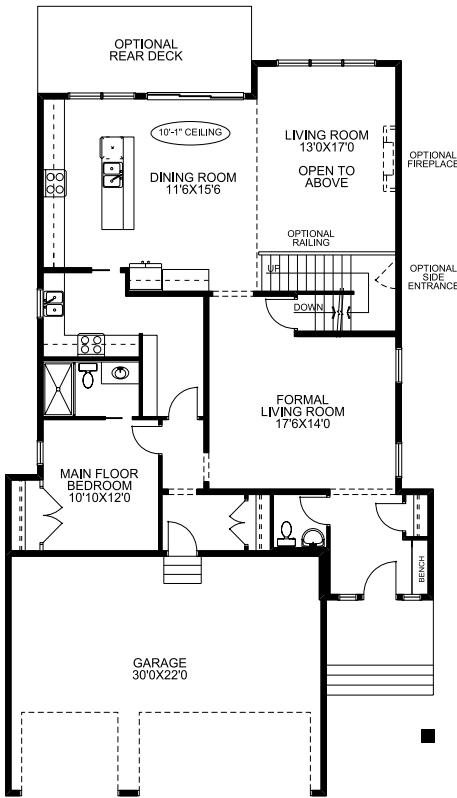 OPTIONAL
REAR DECK
10'-1" CEILING
LIVING ROOM
13'0X17'0
OPEN TO
ABOVE
OPTIONAL
FIREPLACE
DINING ROOM
11'6X15'6
OPTIONAL
RAILING
UP
OPTIONAL
SIDE
ENTRANCE
DOWN
FORMAL
LIVING ROOM
17'6X14'0
MAIN FLOOR
BEDROOM
10'10X12'0
BENCH
GARAGE
30'0X22'0